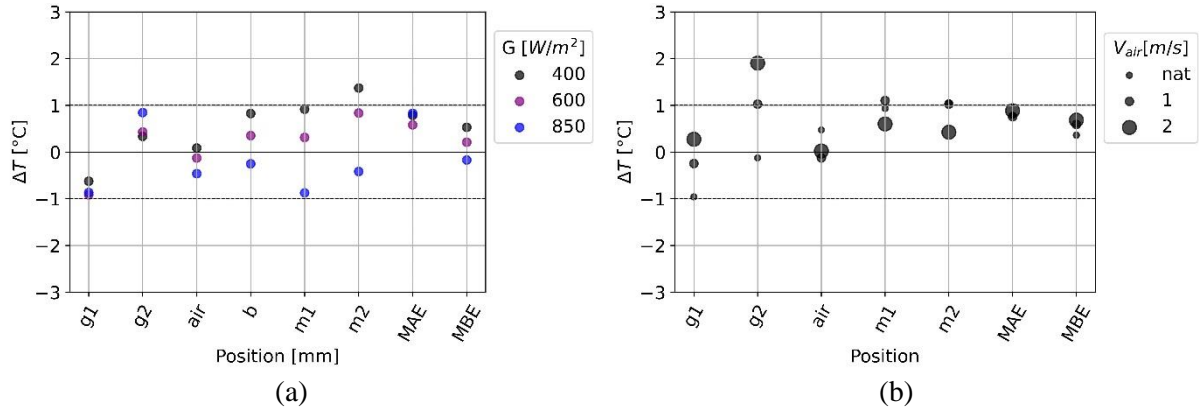 3
2
1
0
−1
−2
−3
ΔT [°C]
g1
g2
air
b
m1
m2
MAE
MBE
Position [mm]
G [W/m²]
400
600
850
(a)
3
2
1
0
−1
−2
−3
ΔT [°C]
g1
g2
air
m1
m2
MAE
MBE
Position
V_air[m/s]
nat
1
2
(b)